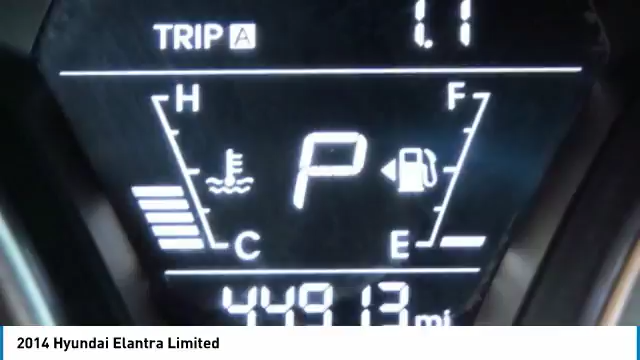 TRIP A 1.1
H F
P
C E
44913 mi
2014 Hyundai Elantra Limited